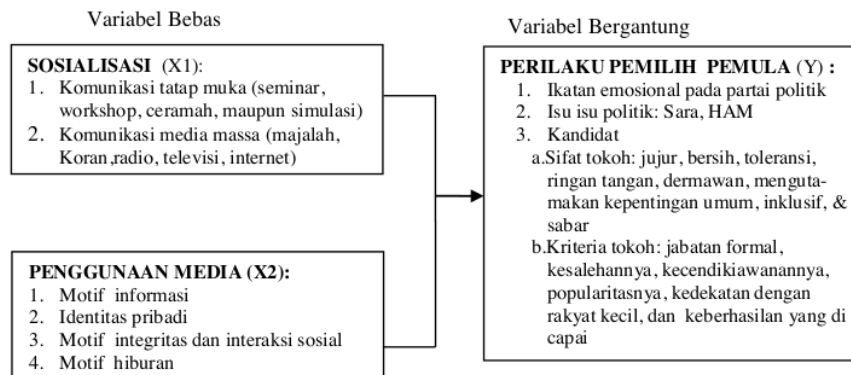 Variabel Bebas
SOSIALISASI (X1):
1. Komunikasi tatap muka (seminar,
workshop, ceramah, maupun simulasi)
2. Komunikasi media massa (majalah,
Koran ,radio, televisi, internet)
PENGGUNAAN MEDIA (X2):
1. Motif informasi
2. Identitas pribadi
3. Motif integritas dan interaksi sosial
4. Motif hiburan
Variabel Bergantung
PERILAKU PEMILIH PEMULA (Y) :
1. Ikatan emosional pada partai politik
2. Isu isu politik: Sara, HAM
3. Kandidat
a.Sifat tokoh: jujur, bersih, toleransi,
ringan tangan, dermawan, menguta-
makan kepentingan umum, inklusif, &
sabar
b.Kriteria tokoh: jabatan formal,
kesalehannya, kecendikiawanannya,
popularitasnya, kedekatan dengan
rakyat kecil, dan keberhasilan yang di
capai